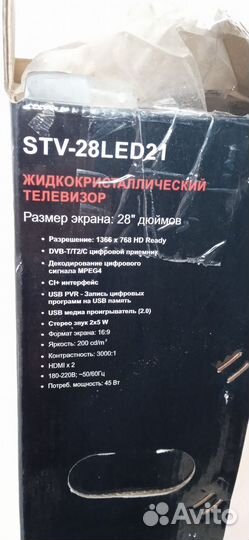 STV-28LED21
ЖИДКОКРИСТАЛЛИЧЕСКИЙ
ТЕЛЕВИЗОР
Размер экрана: 28" дюймов
• Разрешение: 1366 x 768 HD Ready
• DVB-T/T2/C цифровой приемник
• Декодирование цифрового
сигнала MPEG4
• CI+ интерфейс
• USB PVR - Запись цифровых
программ на USB память
• USB медиа проигрыватель (2.0)
• Стерео звук 2x5 W
• Формат экрана: 16:9
• Яркость: 200 cd/m²
• Контрастность: 3000:1
• HDMI x 2
• 180-220В; ~50/60Гц
• Потреб. мощность: 45 Вт
Avito